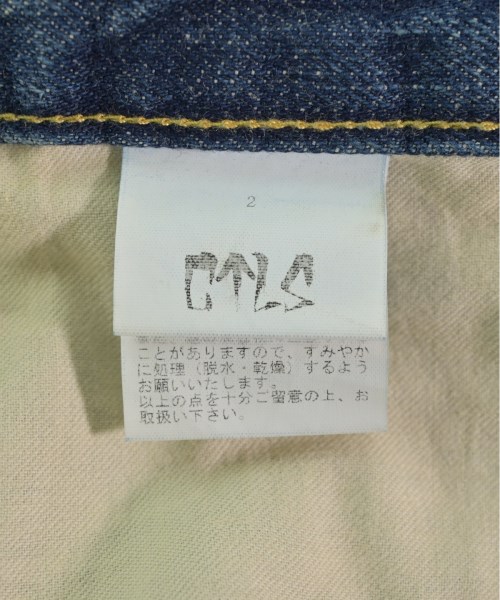 2
CTLS
ことがありますので、すみやか
に処理（脱水・乾燥）するよう
お願いいたします。
以上の点を十分ご留意の上、お
取扱い下さい。